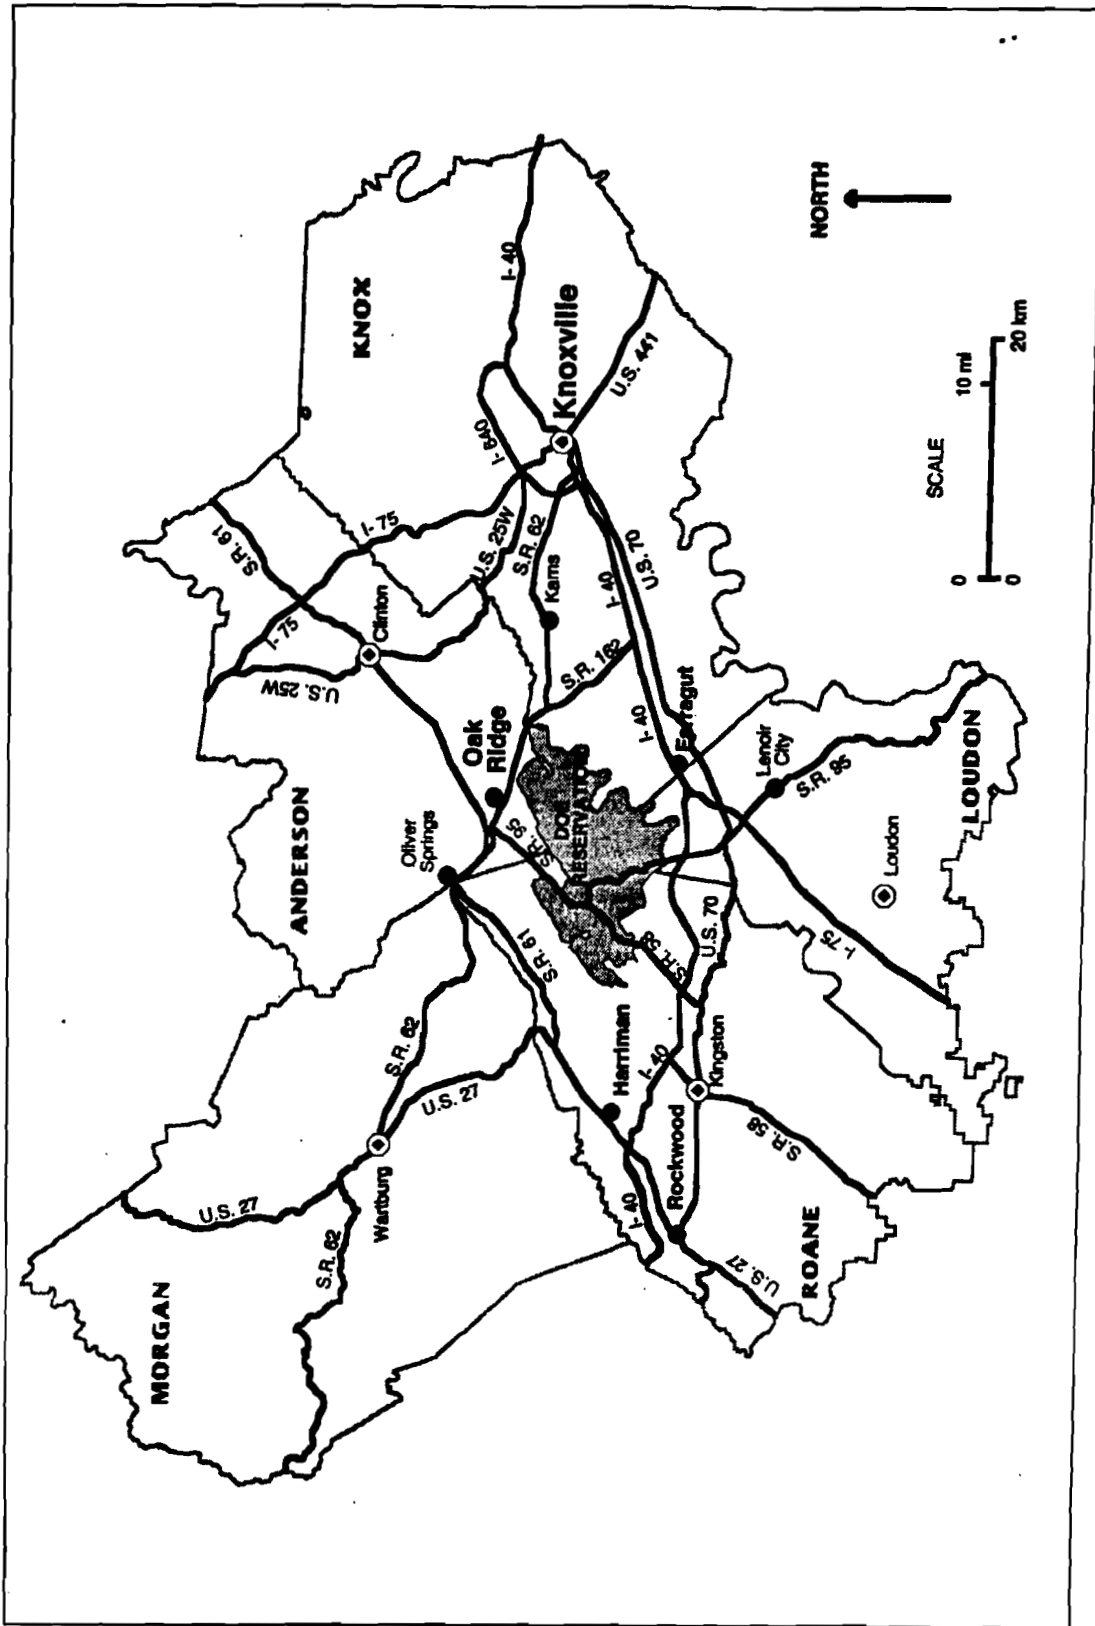 MORGAN
ANDERSON
KNOX
ROANE
LOUDON
U.S. 27
S.R. 62
Wartburg
S.R. 62
U.S. 27
Oliver
Springs
S.R. 61
Oak
Ridge
S.R. 95
DOE
RESERVATION
S.R. 58
U.S. 25W
I-75
S.R. 61
Clinton
I-75
U.S. 25W
S.R. 62
Karns
S.R. 162
I-640
I-40
Knoxville
U.S. 441
I-40
U.S. 70
I-40
Farragut
Lenoir
City
S.R. 95
Loudon
I-75
U.S. 70
Harriman
I-40
Kingston
Rockwood
I-40
U.S. 27
S.R. 58
NORTH
SCALE
0
10 mi
0
20 km